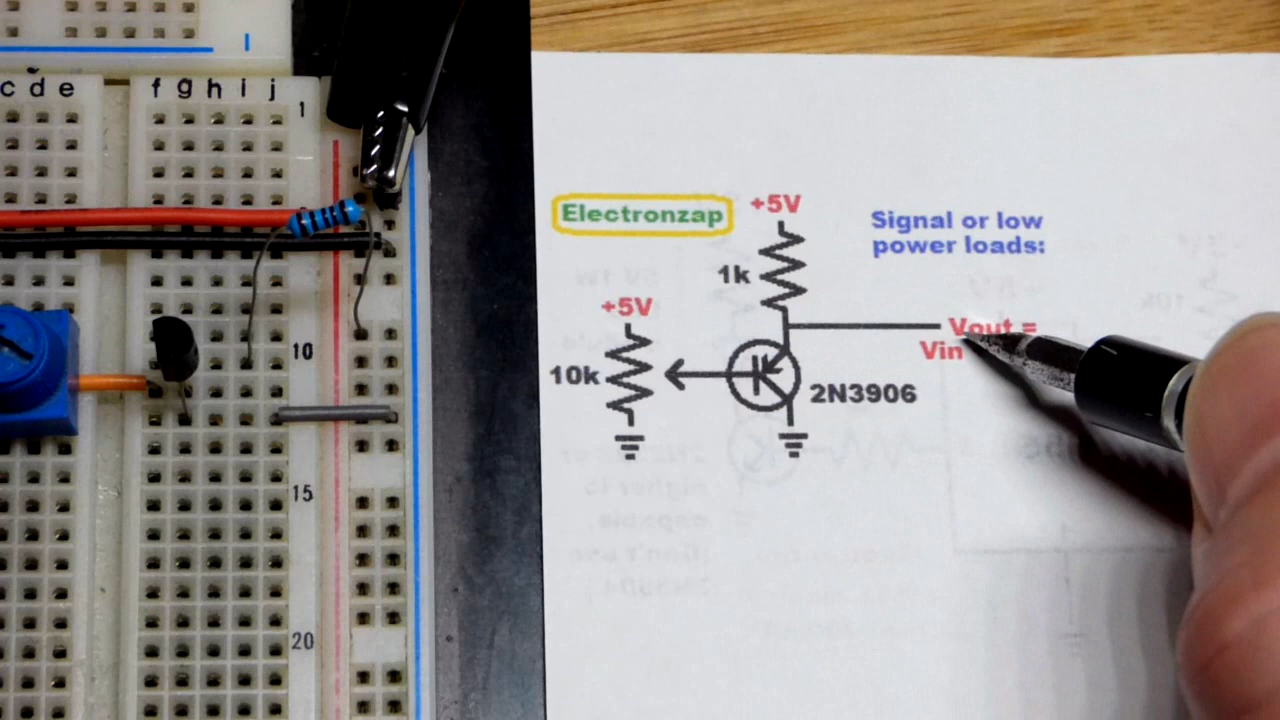 c d e f g h i j
1
10
15
20
Electronzap
+5V
Signal or low
power loads:
1k
+5V
Vout =
Vin
10k
2N3906